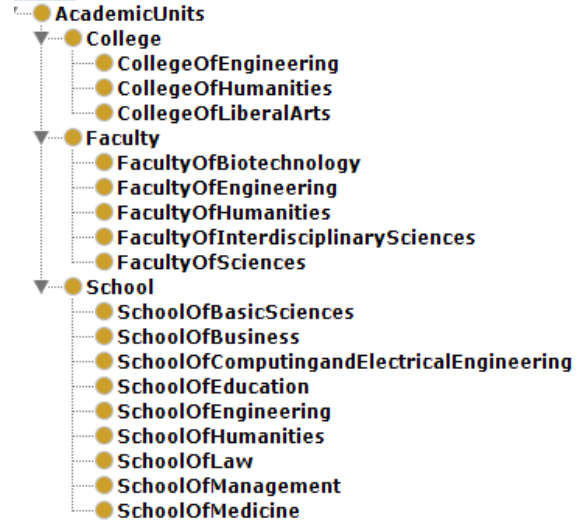 AcademicUnits
College
CollegeOfEngineering
CollegeOfHumanities
CollegeOfLiberalArts
Faculty
FacultyOfBiotechnology
FacultyOfEngineering
FacultyOfHumanities
FacultyOfInterdisciplinarySciences
FacultyOfSciences
School
SchoolOfBasicSciences
SchoolOfBusiness
SchoolOfComputingandElectricalEngineering
SchoolOfEducation
SchoolOfEngineering
SchoolOfHumanities
SchoolOfLaw
SchoolOfManagement
SchoolOfMedicine